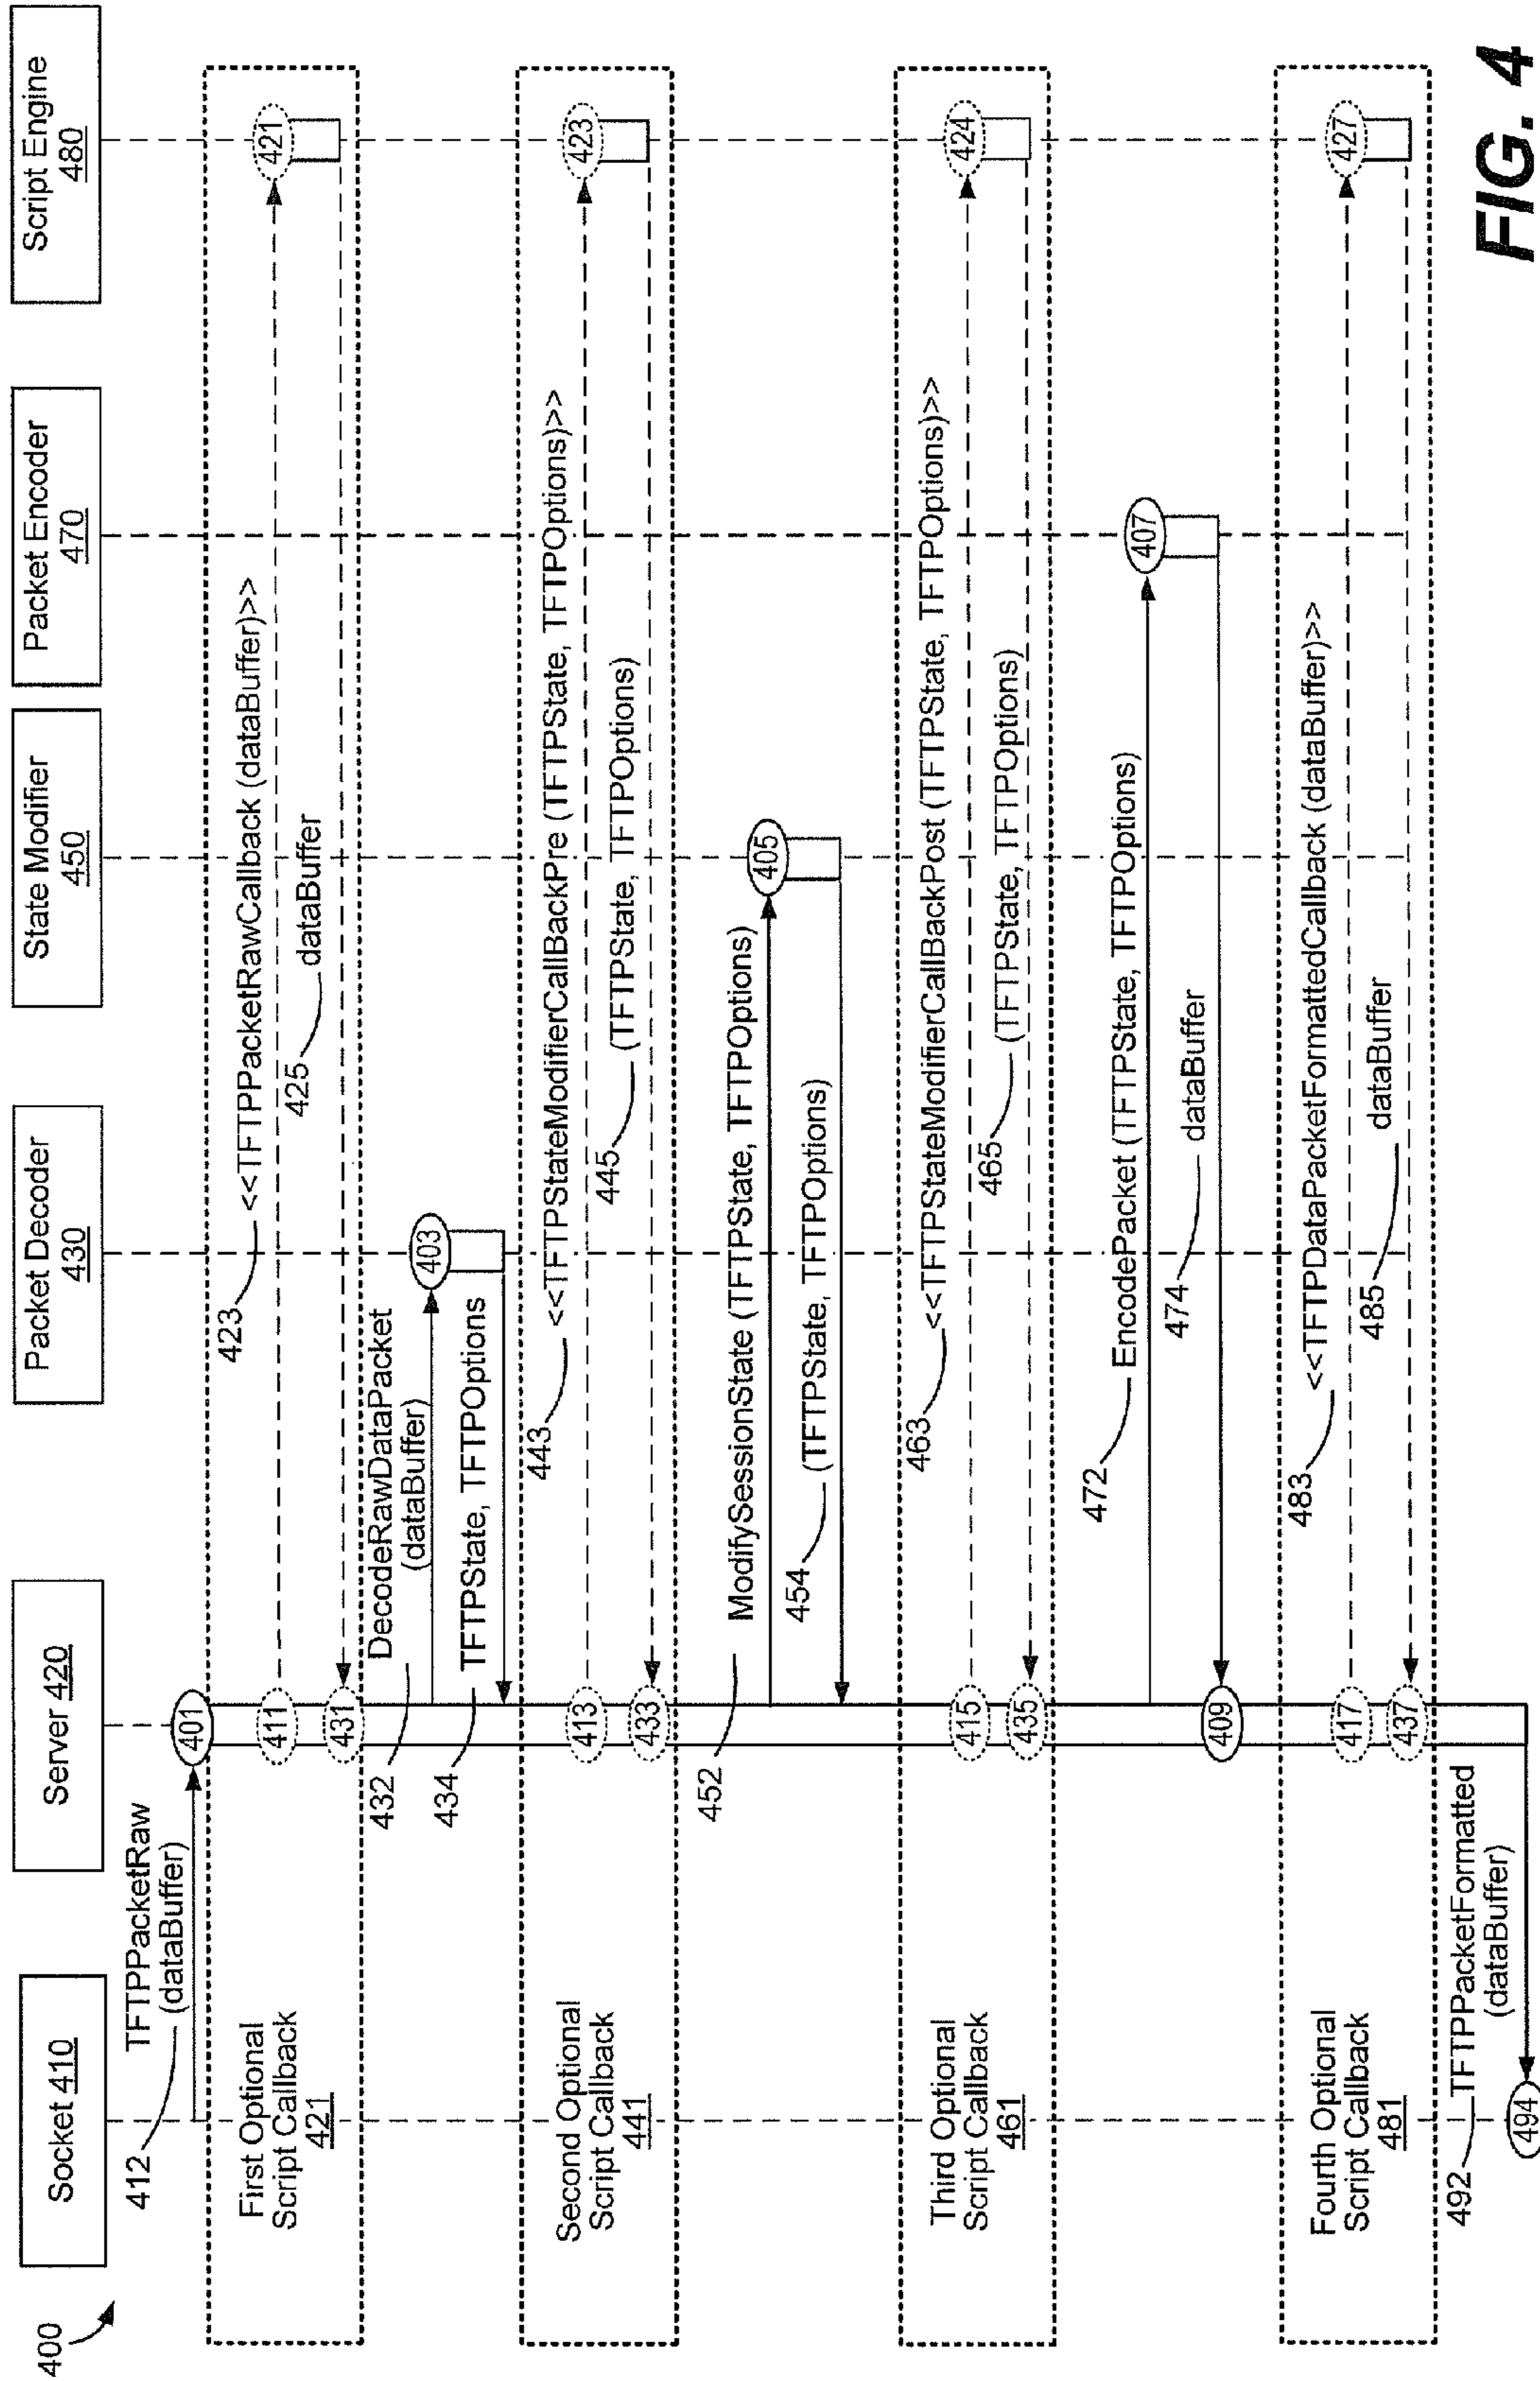 400
Socket 410
Server 420
Packet Decoder
430
State Modifier
450
Packet Encoder
470
Script Engine
480
412
TFTPPacketRaw
(dataBuffer)
401
First Optional
Script Callback
421
411
423
<<TFTPPacketRawCallback (dataBuffer)>>
421
425
dataBuffer
431
432
DecodeRawDataPacket
(dataBuffer)
403
434
TFTPState, TFTPOptions
Second Optional
Script Callback
441
413
443
<<TFTPStateModifierCallBackPre (TFTPState, TFTPOptions)>>
423
445
(TFTPState, TFTPOptions)
433
452
ModifySessionState (TFTPState, TFTPOptions)
405
454
(TFTPState, TFTPOptions)
Third Optional
Script Callback
461
415
463
<<TFTPStateModifierCallBackPost (TFTPState, TFTPOptions)>>
424
465
(TFTPState, TFTPOptions)
435
472
EncodePacket (TFTPState, TFTPOptions)
407
474
dataBuffer
409
Fourth Optional
Script Callback
481
417
483
<<TFTPDataPacketFormattedCallback (dataBuffer)>>
427
485
dataBuffer
437
492
TFTPPacketFormatted
(dataBuffer)
494
FIG. 4